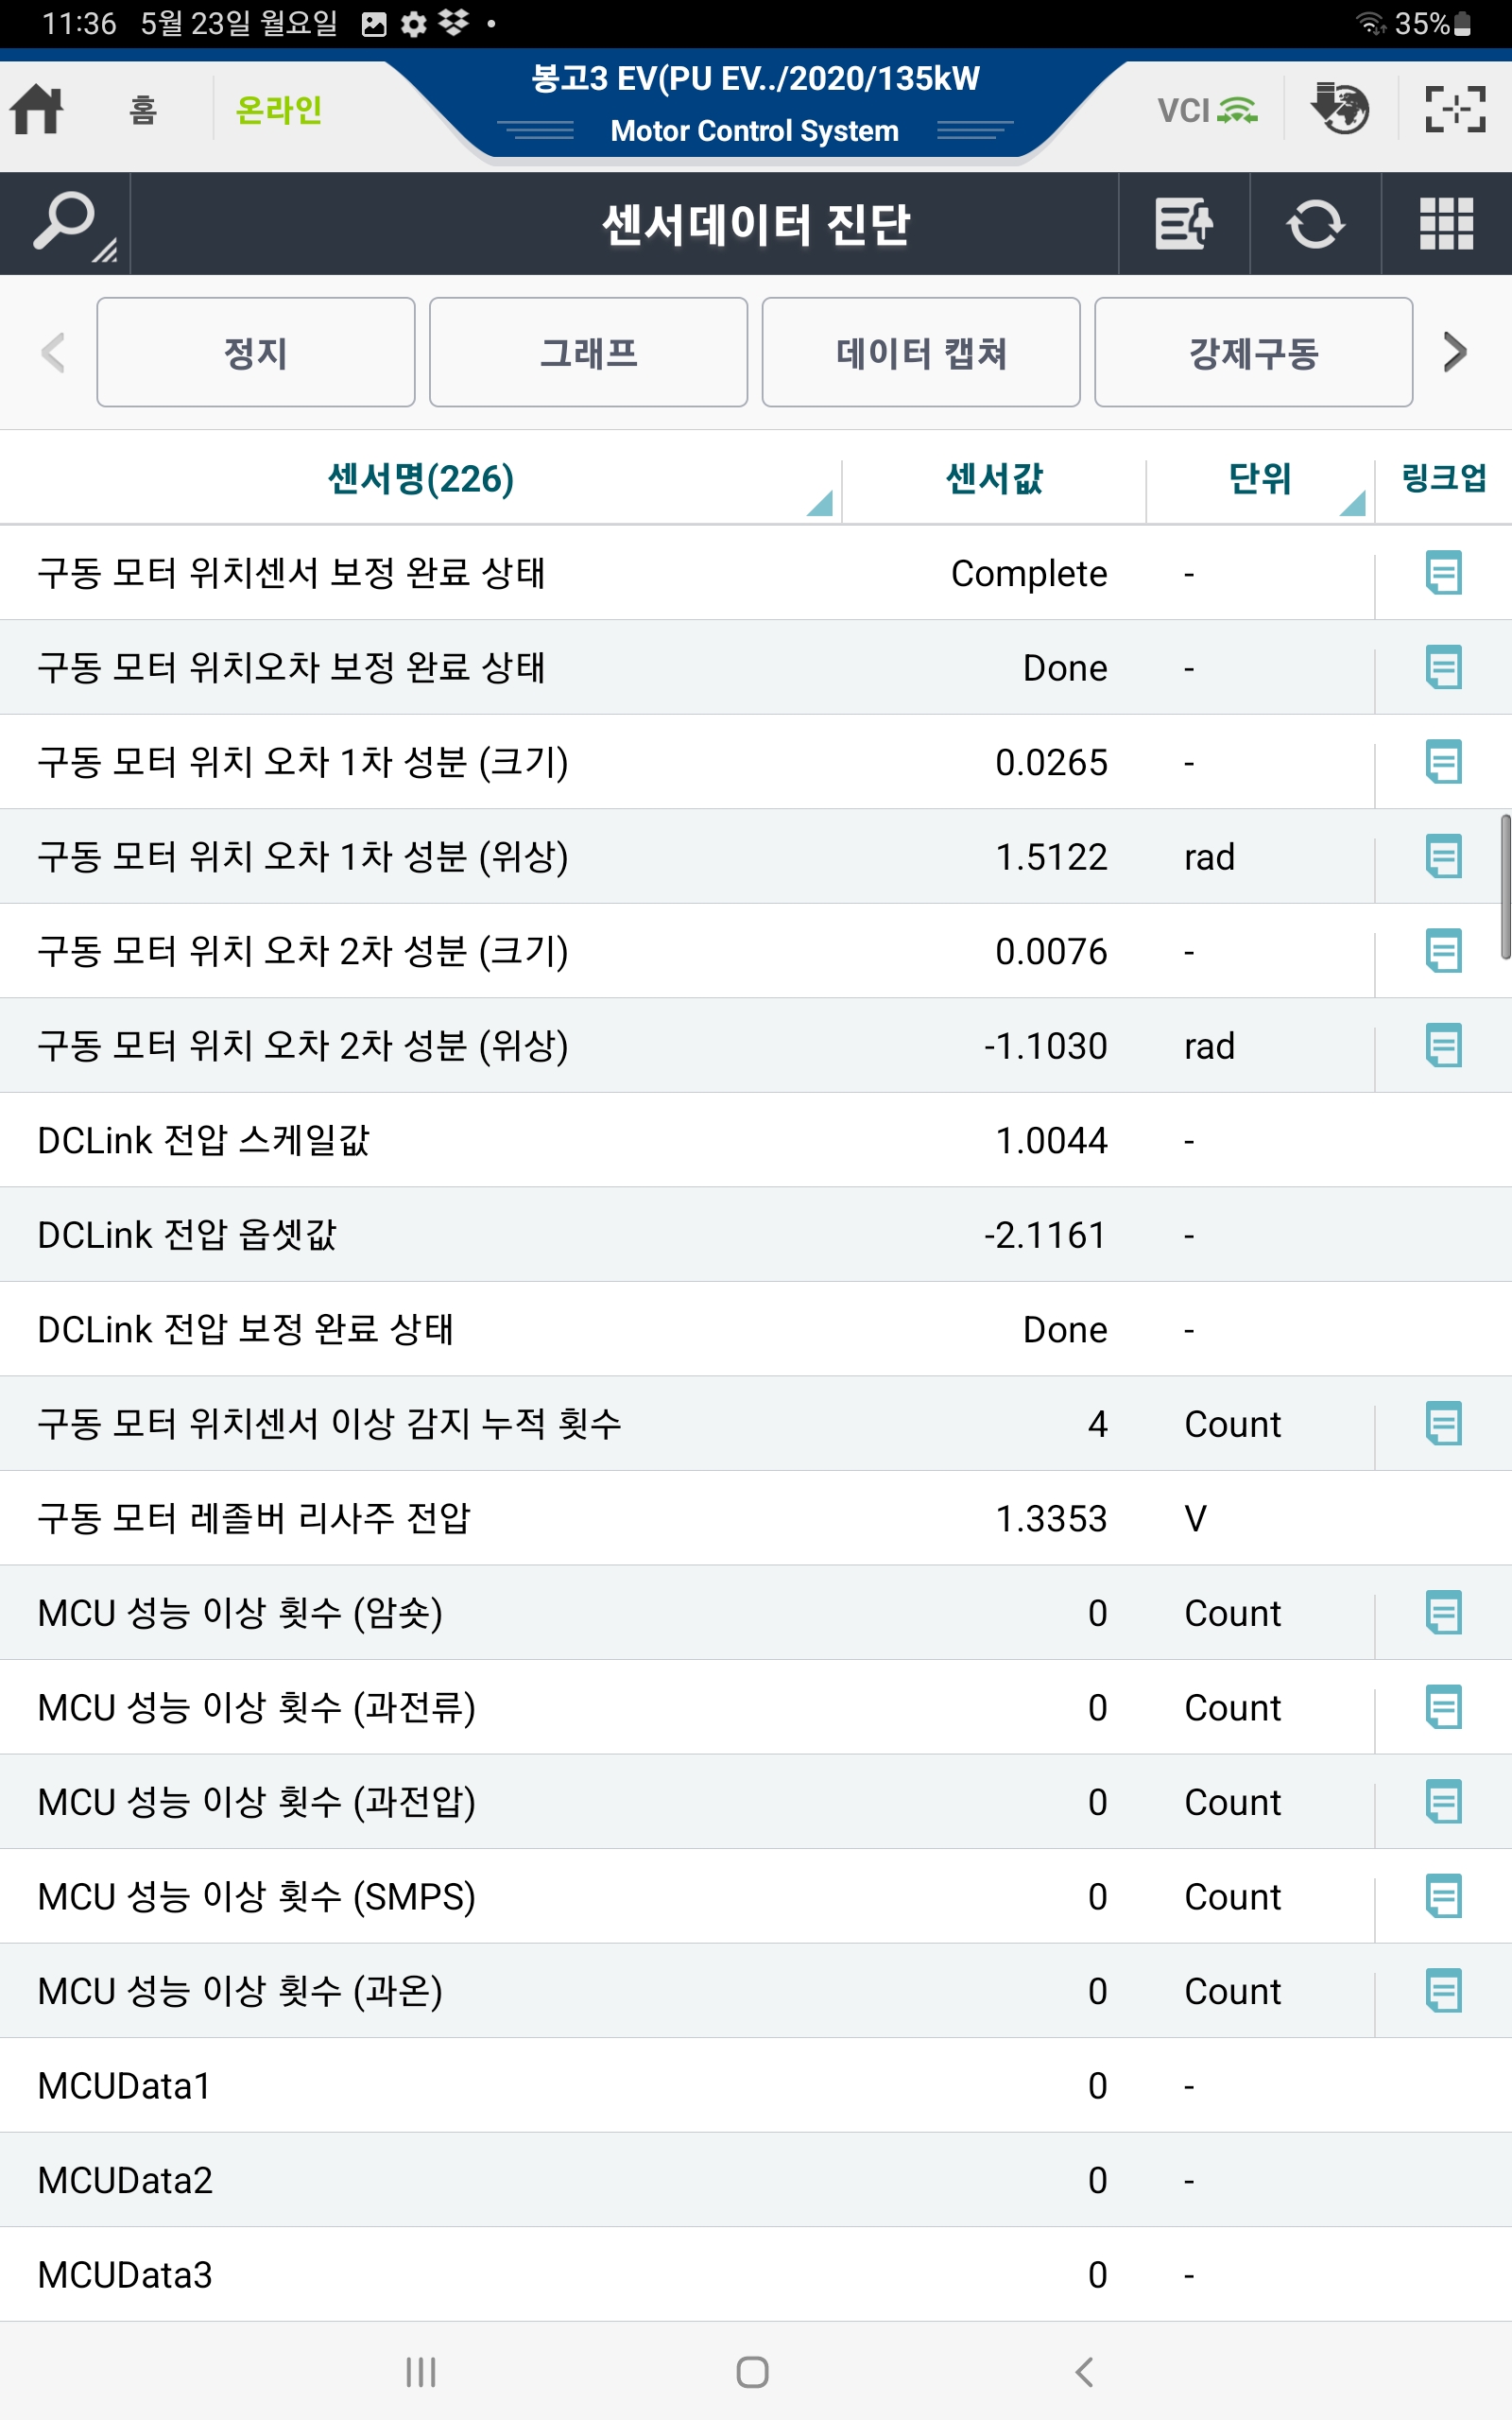 11:36 5월 23일 월요일 • 35%
봉고3 EV(PU EV../2020/135kW
홈 온라인 Motor Control System VCI
센서데이터 진단
정지 그래프 데이터 캡쳐 강제구동
센서명(226) 센서값 단위 링크업
구동 모터 위치센서 보정 완료 상태 Complete -
구동 모터 위치오차 보정 완료 상태 Done -
구동 모터 위치 오차 1차 성분 (크기) 0.0265 -
구동 모터 위치 오차 1차 성분 (위상) 1.5122 rad
구동 모터 위치 오차 2차 성분 (크기) 0.0076 -
구동 모터 위치 오차 2차 성분 (위상) -1.1030 rad
DCLink 전압 스케일값 1.0044 -
DCLink 전압 옵셋값 -2.1161 -
DCLink 전압 보정 완료 상태 Done -
구동 모터 위치센서 이상 감지 누적 횟수 4 Count
구동 모터 레졸버 리사주 전압 1.3353 V
MCU 성능 이상 횟수 (암숏) 0 Count
MCU 성능 이상 횟수 (과전류) 0 Count
MCU 성능 이상 횟수 (과전압) 0 Count
MCU 성능 이상 횟수 (SMPS) 0 Count
MCU 성능 이상 횟수 (과온) 0 Count
MCUData1 0 -
MCUData2 0 -
MCUData3 0 -